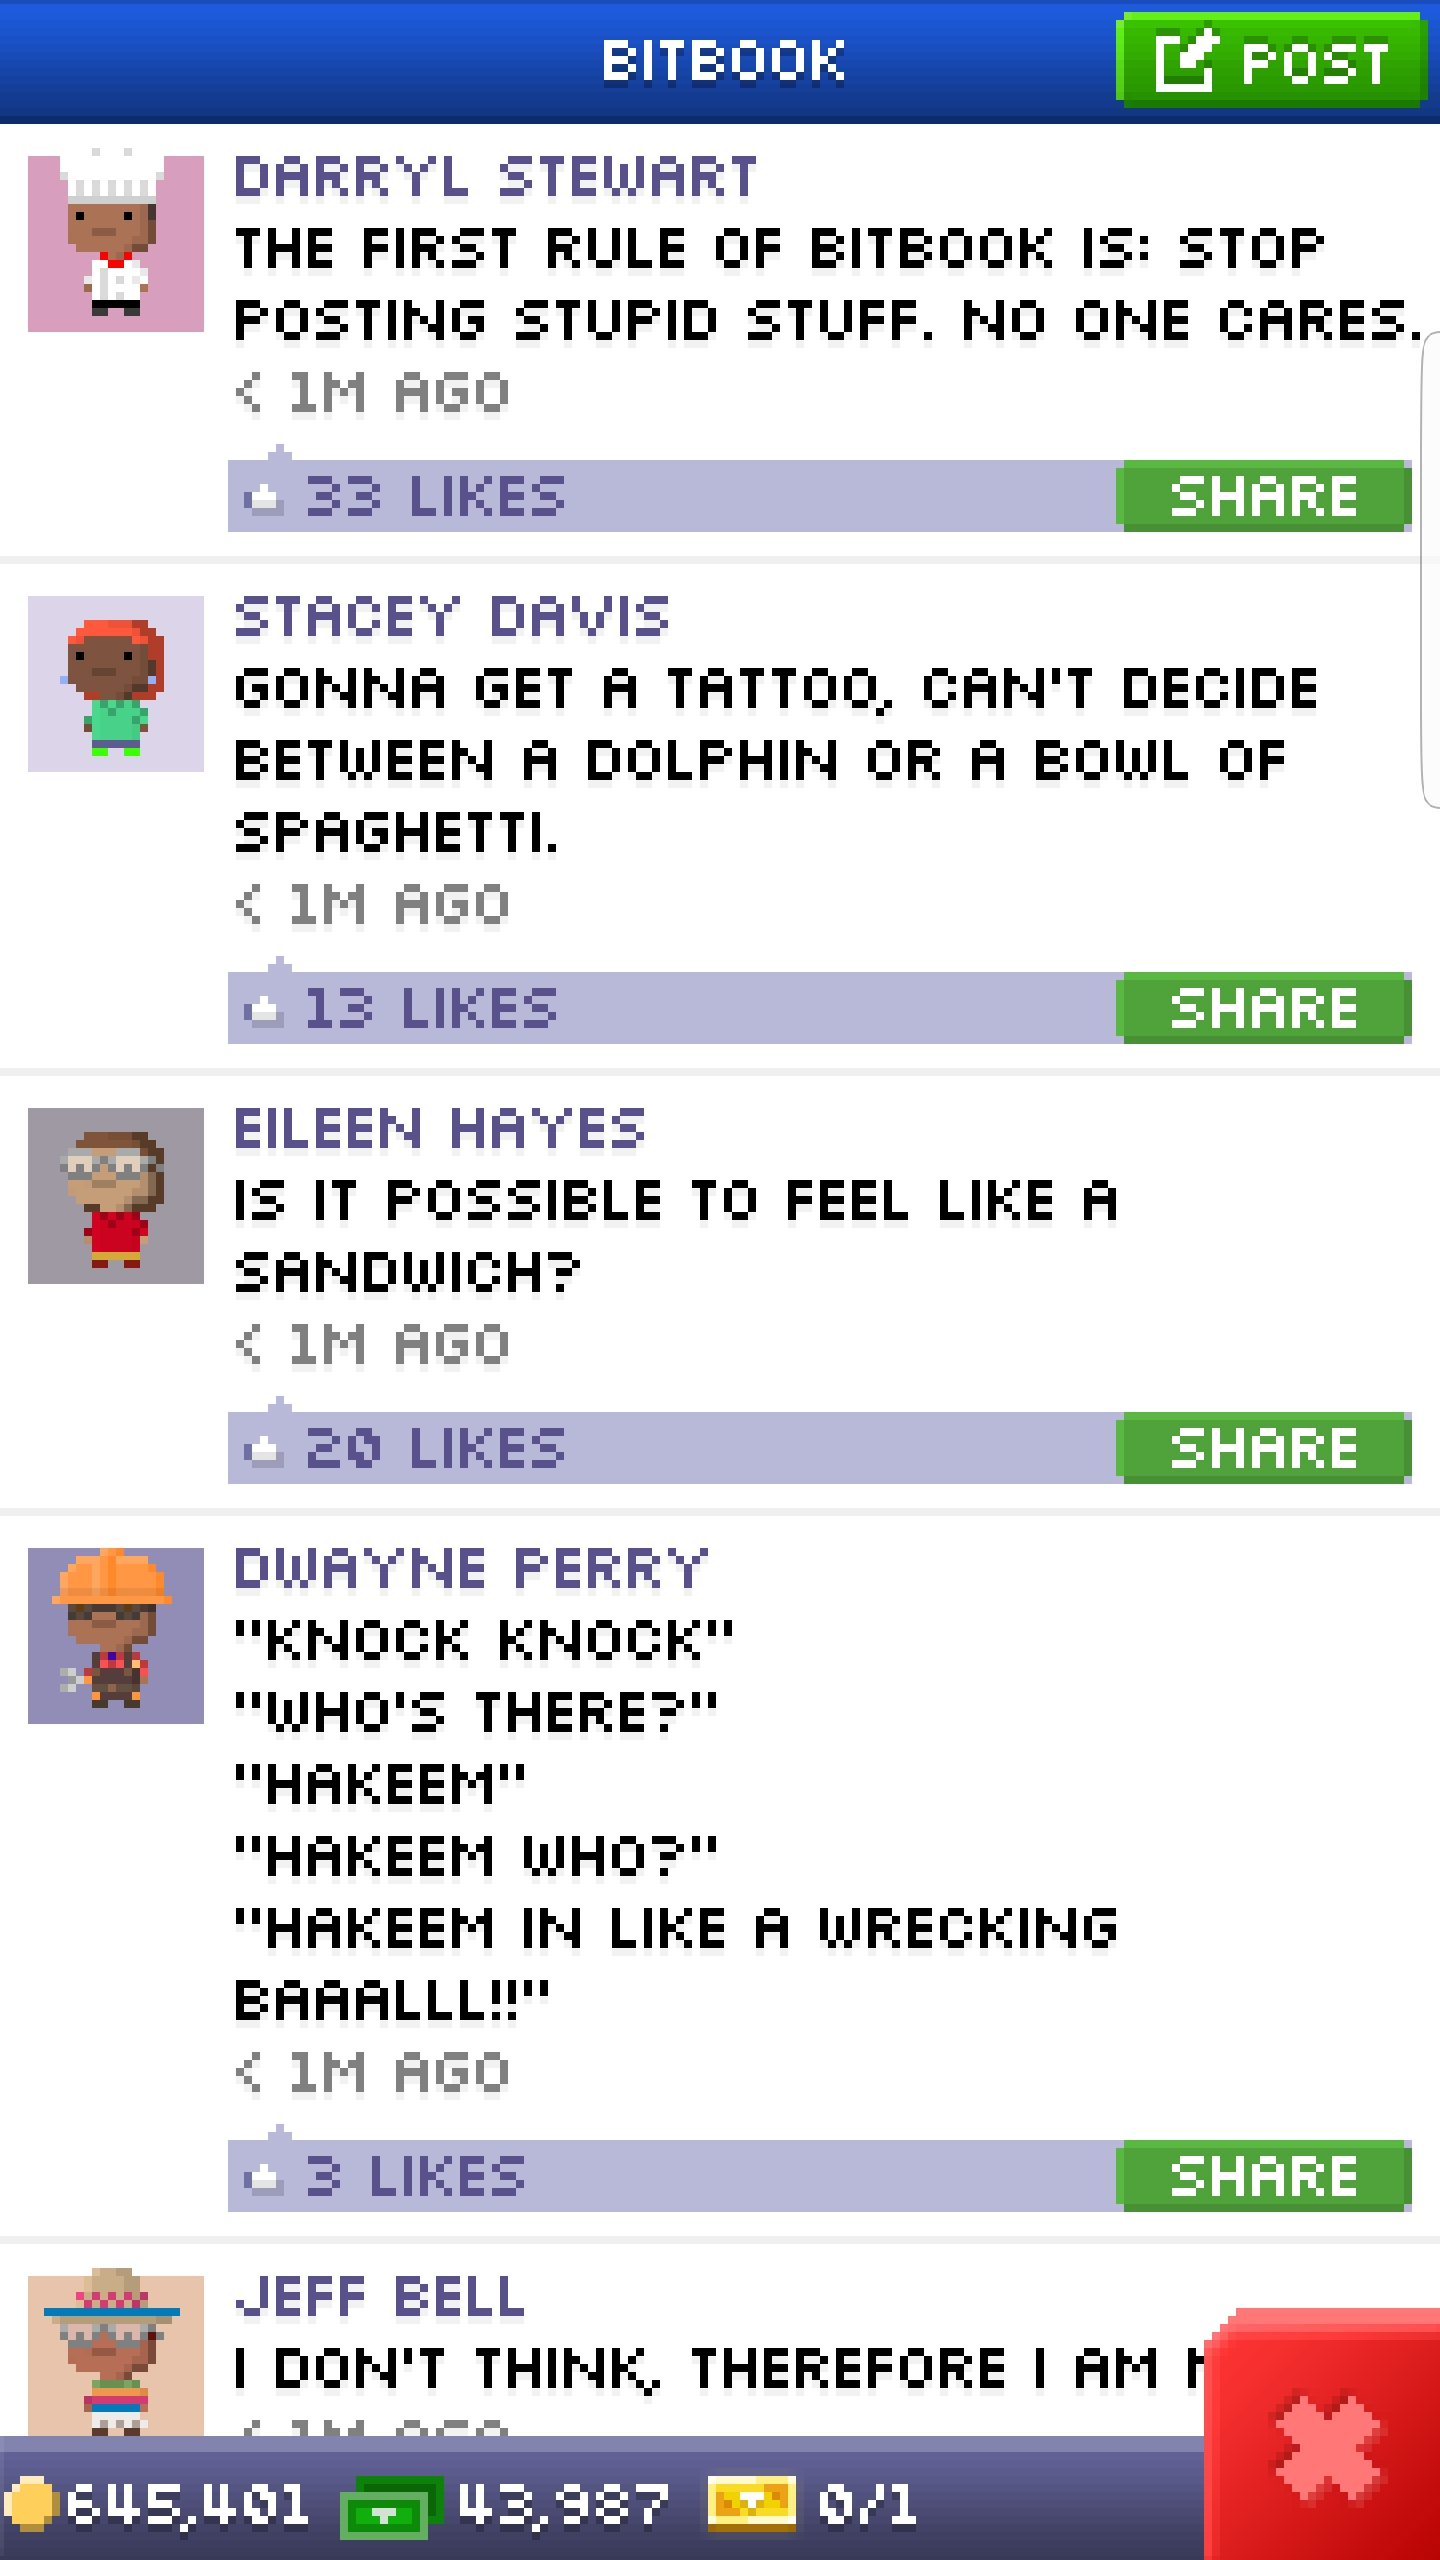 BITBOOK
POST
DARRYL STEWART
THE FIRST RULE OF BITBOOK IS: STOP
POSTING STUPID STUFF. NO ONE CARES.
< 1M AGO
33 LIKES
SHARE
STACEY DAVIS
GONNA GET A TATTOO, CAN'T DECIDE
BETWEEN A DOLPHIN OR A BOWL OF
SPAGHETTI.
< 1M AGO
13 LIKES
SHARE
EILEEN HAYES
IS IT POSSIBLE TO FEEL LIKE A
SANDWICH?
< 1M AGO
20 LIKES
SHARE
DWAYNE PERRY
"KNOCK KNOCK"
"WHO'S THERE?"
"HAKEEM"
"HAKEEM WHO?"
"HAKEEM IN LIKE A WRECKING
BAAALLL!!"
< 1M AGO
3 LIKES
SHARE
JEFF BELL
I DON'T THINK, THEREFORE I AM
< 1M AGO
645,401
43,987
0/1